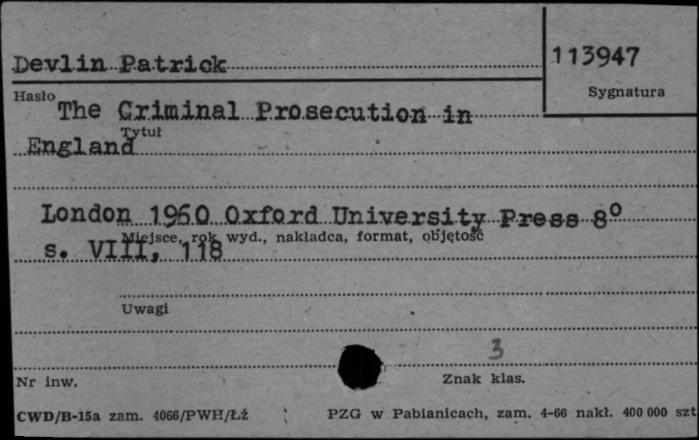 Devlin Patrick
113947
Hasło
Sygnatura
The Criminal Prosecution in
Tytuł
England
London 1960 Oxford University Press 8°
Miejsce, rok wyd., nakładca, format, objętość
s. VIII, 118
Uwagi
3
Nr inw.
Znak klas.
CWD/B-15a zam. 4066/PWH/Łż
PZG w Pabianicach, zam. 4-66 nakł. 400 000 szt